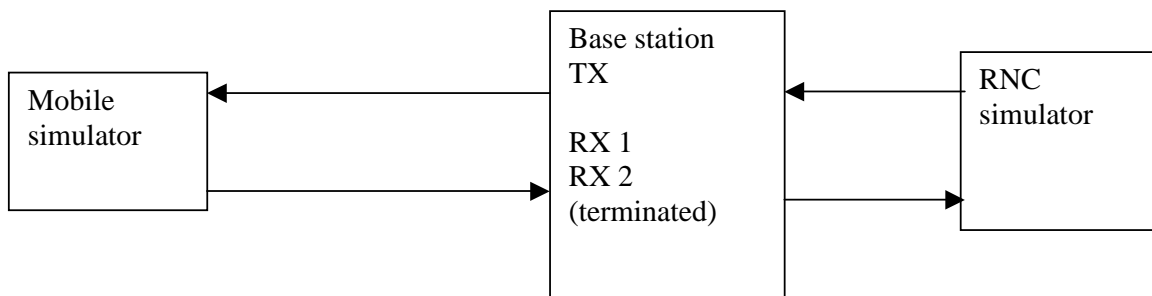 Mobile
simulator
Base station
TX
RX 1
RX 2
(terminated)
RNC
simulator